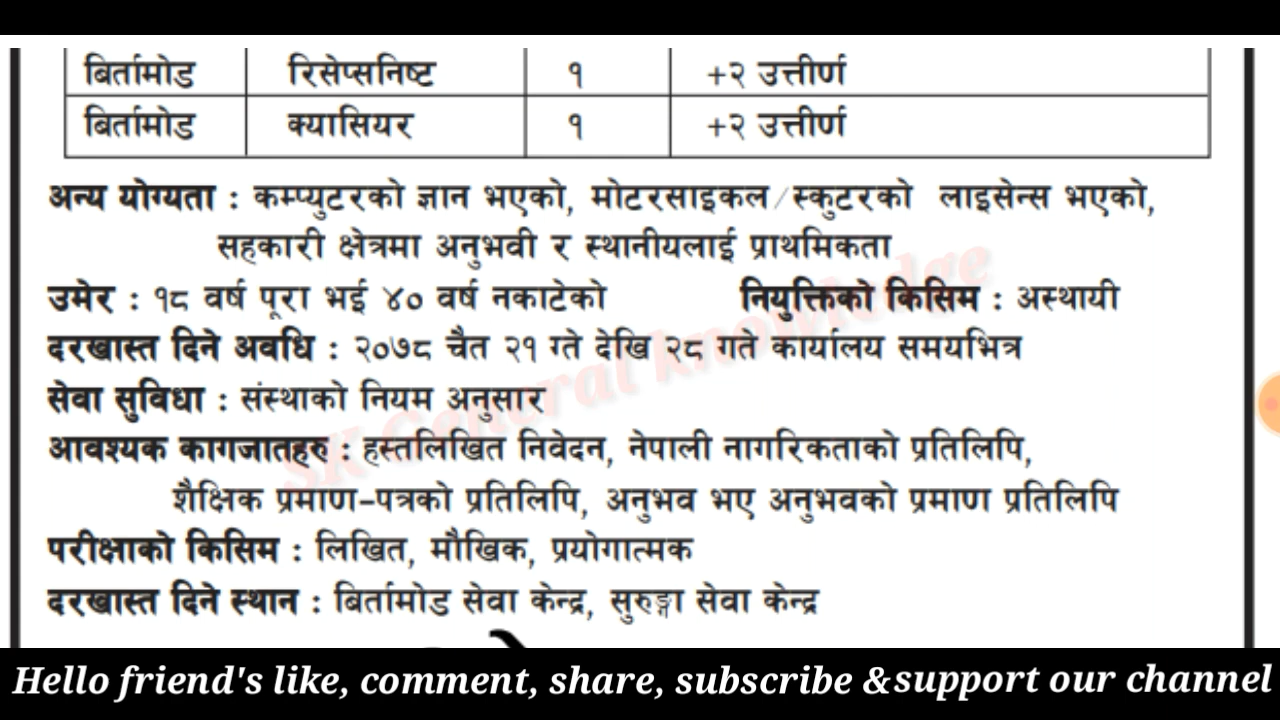 बिर्तामोड रिसेप्सनिष्ट १ +२ उत्तीर्ण
बिर्तामोड क्यासियर १ +२ उत्तीर्ण
अन्य योग्यता : कम्प्युटरको ज्ञान भएको, मोटरसाइकल/स्कुटरको लाइसेन्स भएको,
सहकारी क्षेत्रमा अनुभवी र स्थानीयलाई प्राथमिकता
उमेर : १८ वर्ष पूरा भई ४० वर्ष नकाटेको नियुक्तिको किसिम : अस्थायी
दरखास्त दिने अवधि : २०७८ चैत २१ गते देखि २८ गते कार्यालय समयभित्र
सेवा सुविधा : संस्थाको नियम अनुसार
आवश्यक कागजातहरु : हस्तलिखित निवेदन, नेपाली नागरिकताको प्रतिलिपि,
शैक्षिक प्रमाण-पत्रको प्रतिलिपि, अनुभव भए अनुभवको प्रमाण प्रतिलिपि
परीक्षाको किसिम : लिखित, मौखिक, प्रयोगात्मक
दरखास्त दिने स्थान : बिर्तामोड सेवा केन्द्र, सुरुङ्गा सेवा केन्द्र
SK General knowledge
Hello friend's like, comment, share, subscribe &support our channel